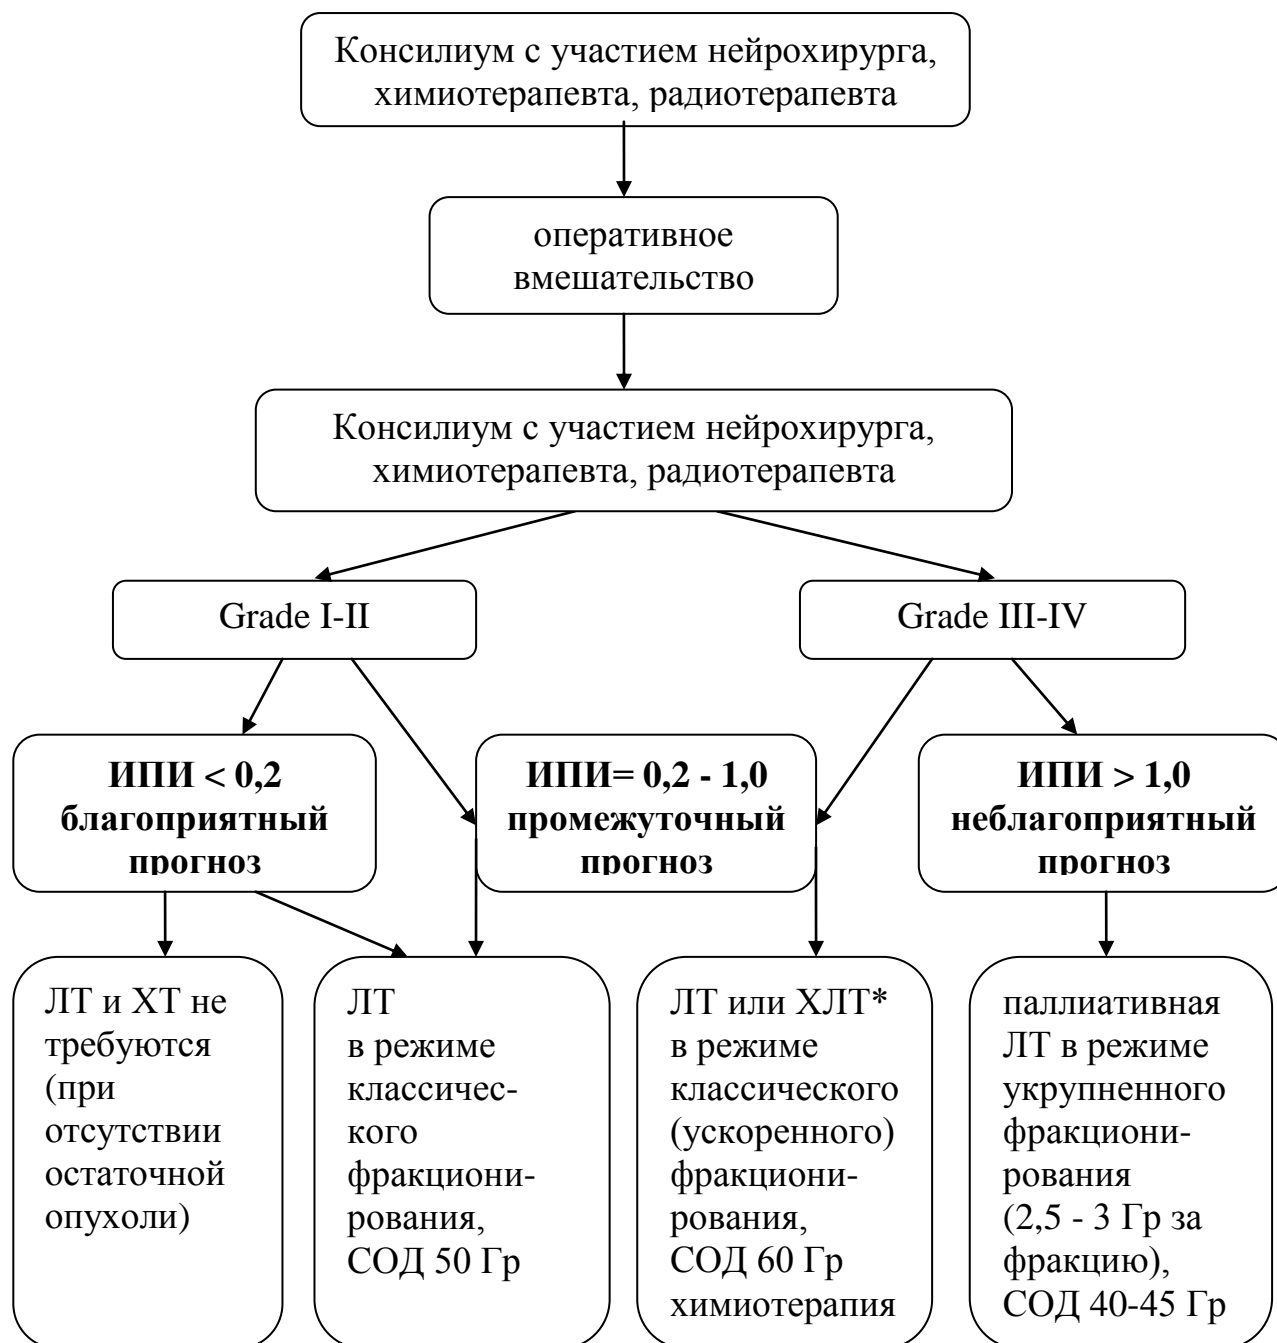 Консилиум с участием нейрохирурга,
химиотерапевта, радиотерапевта
оперативное
вмешательство
Консилиум с участием нейрохирурга,
химиотерапевта, радиотерапевта
Grade I-II
Grade III-IV
ИПИ < 0,2
благоприятный
прогноз
ИПИ= 0,2 - 1,0
промежуточный
прогноз
ИПИ > 1,0
неблагоприятный
прогноз
ЛТ и ХТ не
требуются
(при
отсутствии
остаточной
опухоли)
ЛТ
в режиме
классичес-
кого
фракциони-
рования,
СОД 50 Гр
ЛТ или ХЛТ*
в режиме
классического
(ускоренного)
фракциони-
рования,
СОД 60 Гр
химиотерапия
паллиативная
ЛТ в режиме
укрупненного
фракциони-
рования
(2,5 - 3 Гр за
фракцию),
СОД 40-45 Гр